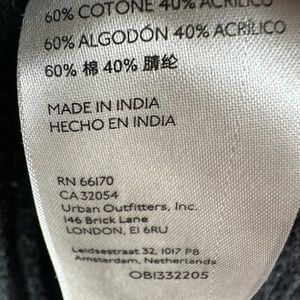 60% COTONE 40% ACRILICO
60% ALGODÓN 40% ACRÍLICO
60% 棉 40% 腈纶
MADE IN INDIA
HECHO EN INDIA
RN 66170
CA 32054
Urban Outfitters, Inc.
146 Brick Lane
LONDON, E1 6RU
Leidsestraat 32, 1017 PB
Amsterdam, Netherlands
OB1332205